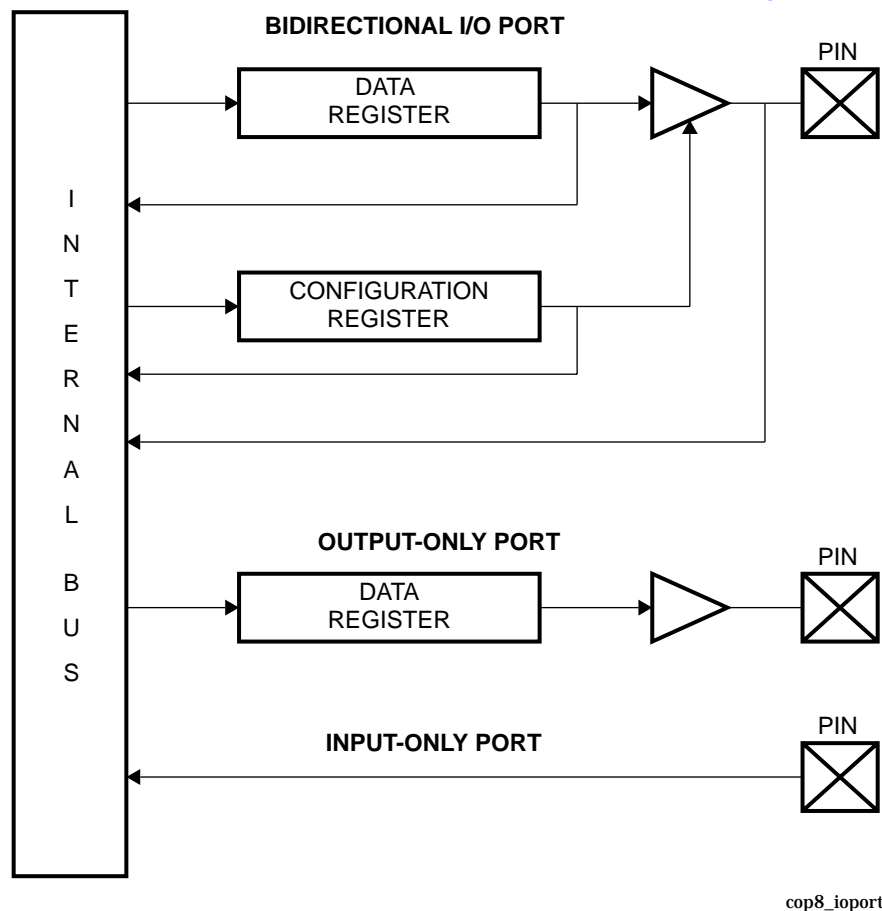 BIDIRECTIONAL I/O PORT
PIN
DATA
REGISTER
CONFIGURATION
REGISTER
I
N
T
E
R
N
A
L
B
U
S
OUTPUT-ONLY PORT
PIN
DATA
REGISTER
PIN
INPUT-ONLY PORT
cop8_ioport